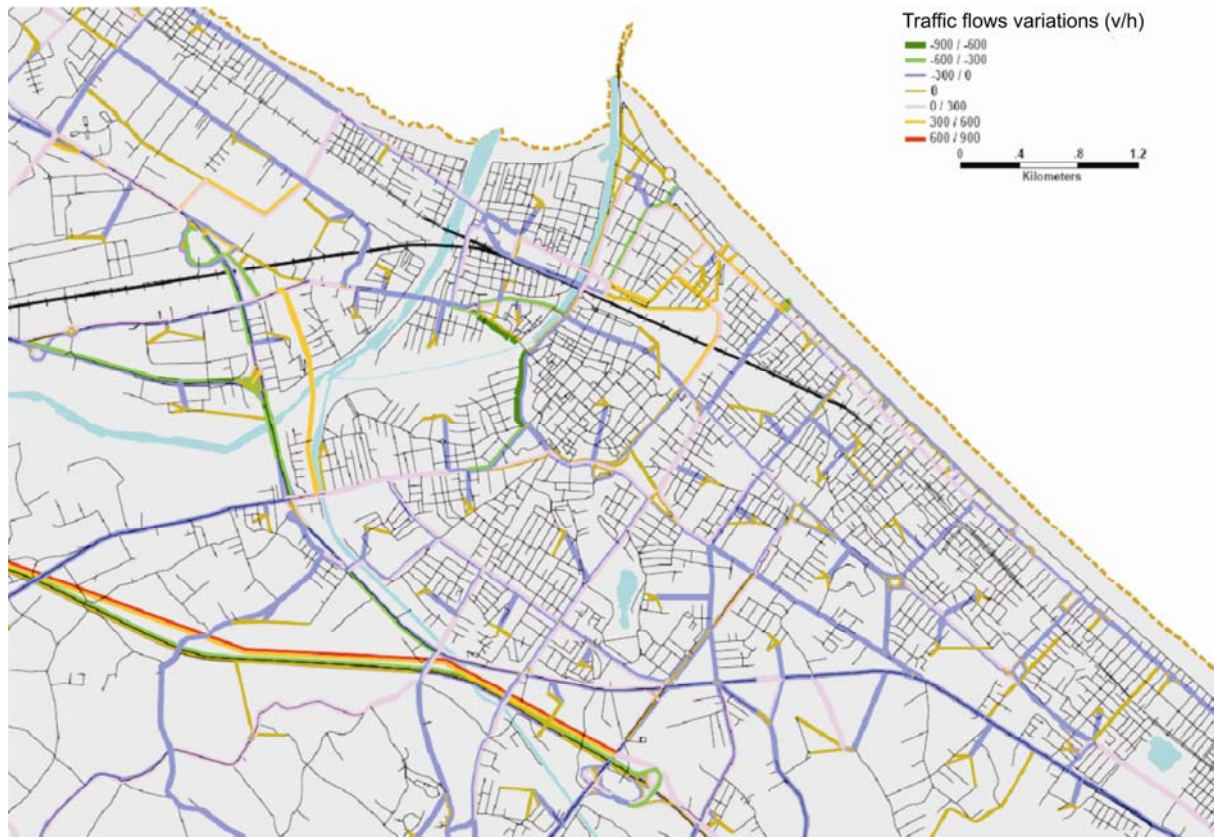 Traffic flows variations (v/h)
-900 / -600
-600 / -300
-300 / 0
0
0 / 300
300 / 600
600 / 900
0 .4 .8 1.2
Kilometers